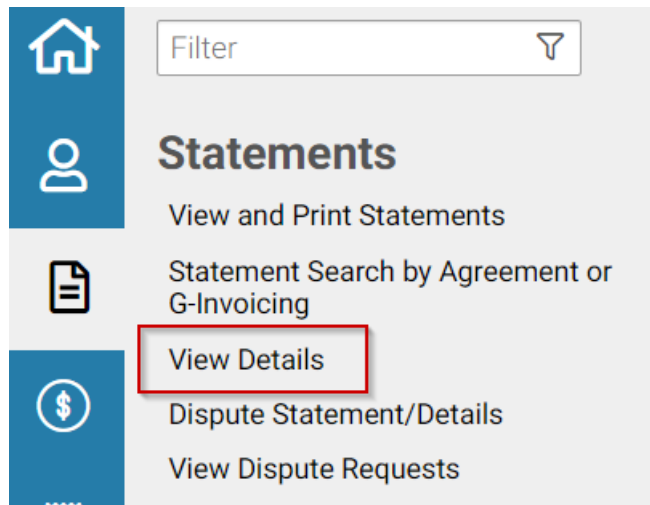 Filter
Statements
View and Print Statements
Statement Search by Agreement or
G-Invoicing
View Details
$
Dispute Statement/Details
View Dispute Requests